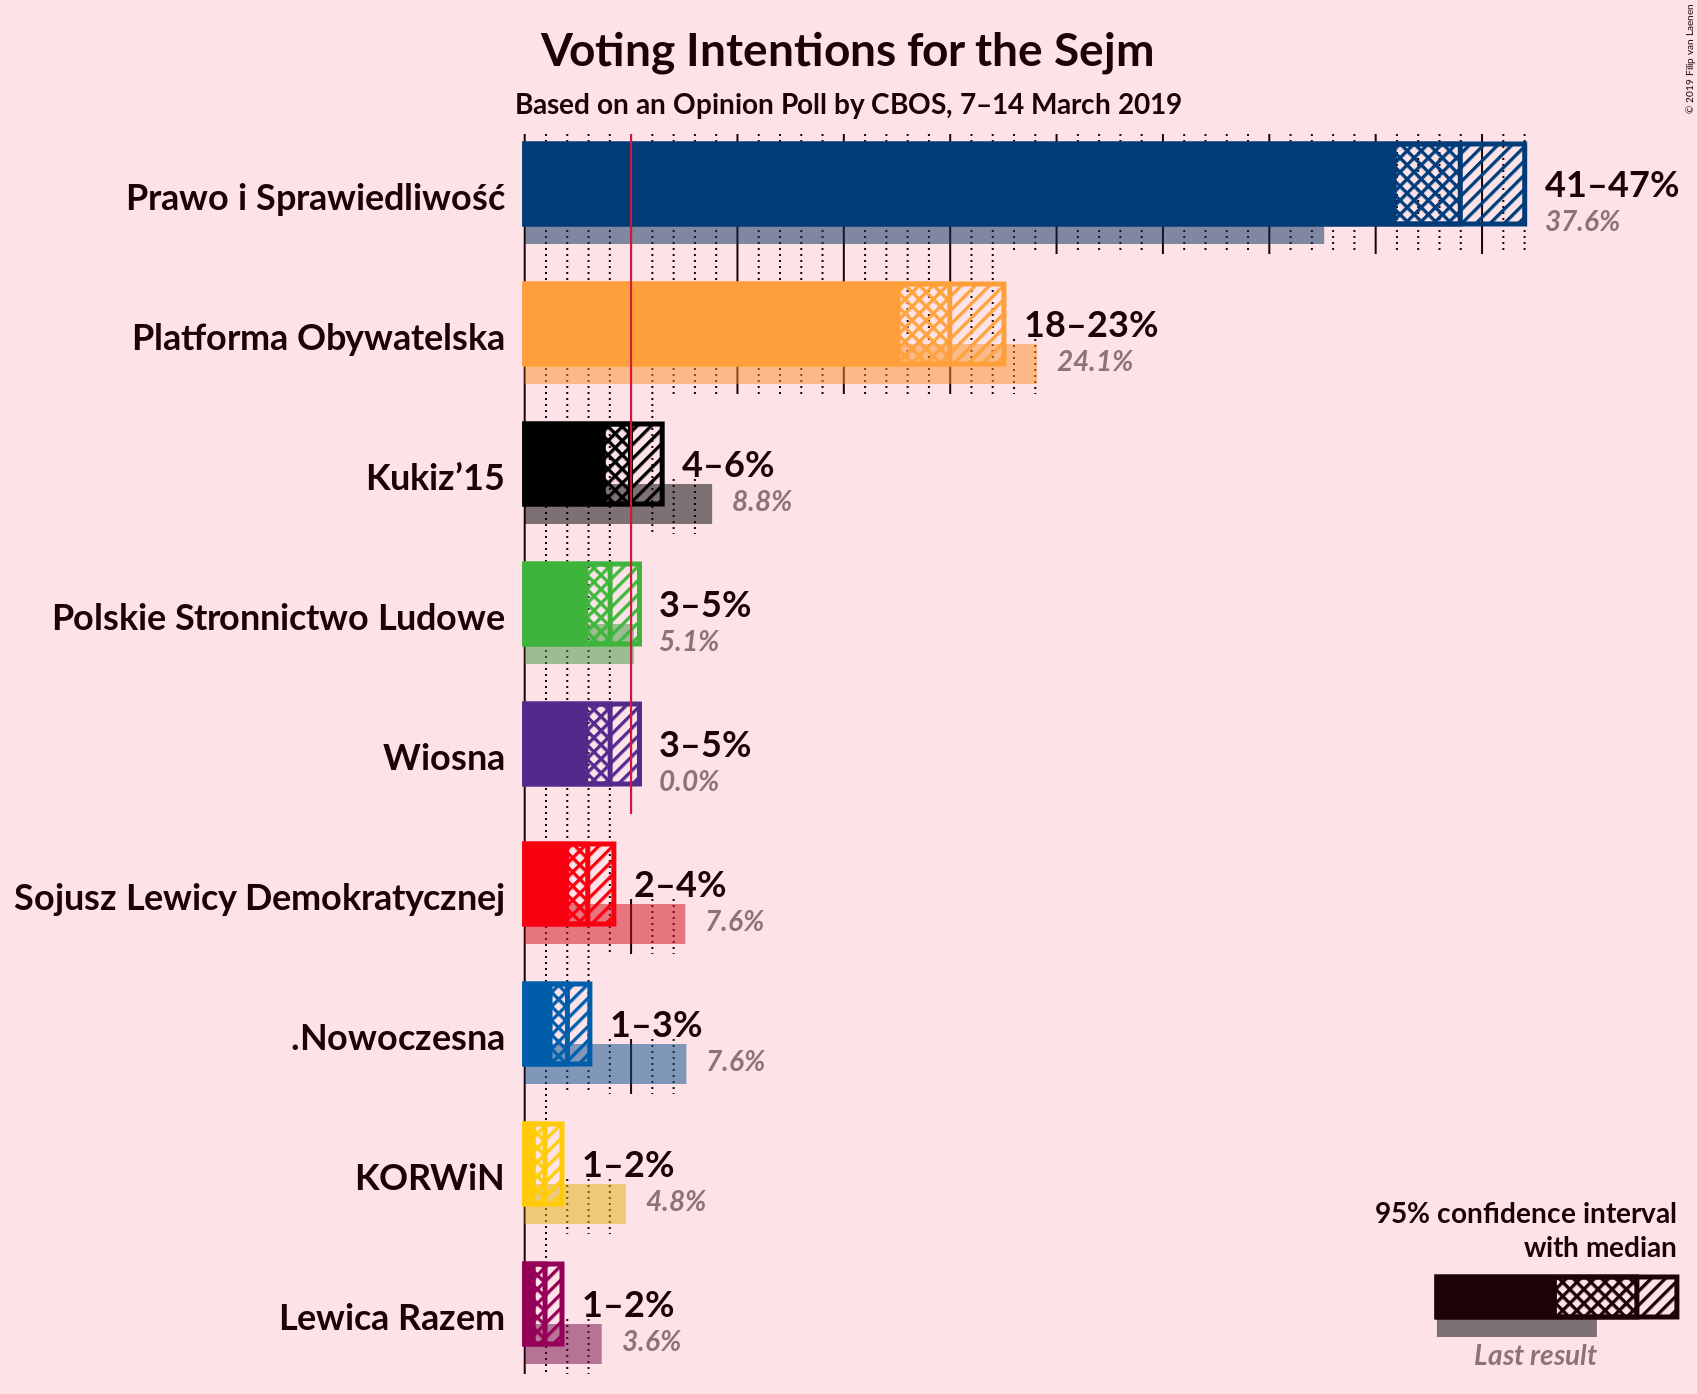 Voting Intentions for the Sejm
Based on an Opinion Poll by CBOS, 7–14 March 2019
© 2019 Filip van Laenen
Prawo i Sprawiedliwość
41–47%
37.6%
Platforma Obywatelska
18–23%
24.1%
Kukiz’15
4–6%
8.8%
Polskie Stronnictwo Ludowe
3–5%
5.1%
Wiosna
3–5%
0.0%
Sojusz Lewicy Demokratycznej
2–4%
7.6%
.Nowoczesna
1–3%
7.6%
KORWiN
1–2%
4.8%
Lewica Razem
1–2%
3.6%
95% confidence interval
with median
Last result